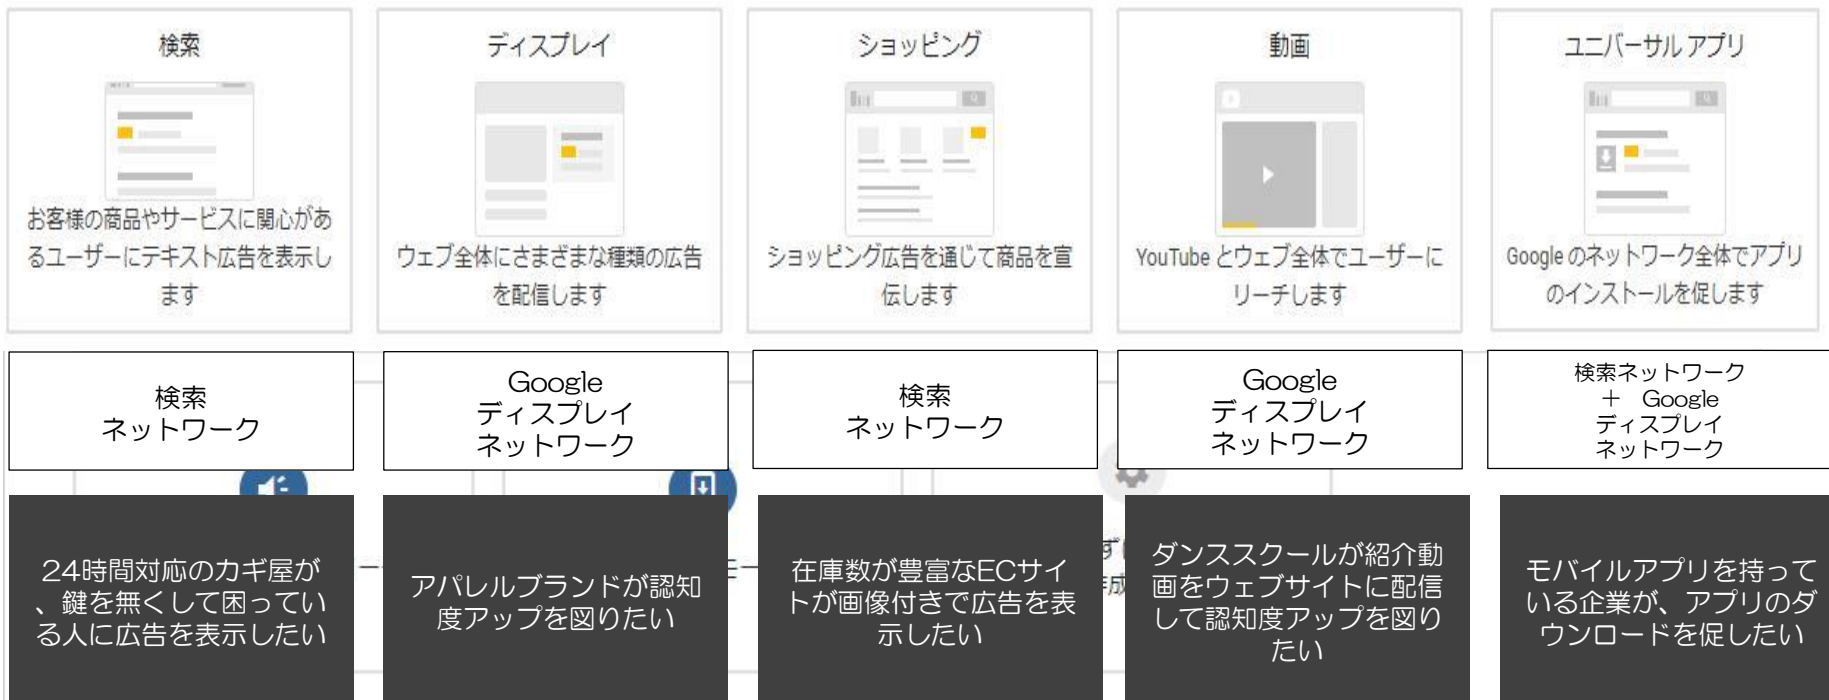 検索
お客様の商品やサービスに関心があ
るユーザーにテキスト広告を表示し
ます
ディスプレイ
ウェブ全体にさまざまな種類の広告
を配信します
ショッピング
ショッピング広告を通じて商品を宣
伝します
動画
YouTube とウェブ全体でユーザーに
リーチします
ユニバーサル アプリ
Google のネットワーク全体でアプリ
のインストールを促します
検索
ネットワーク
Google
ディスプレイ
ネットワーク
検索
ネットワーク
Google
ディスプレイ
ネットワーク
検索ネットワーク
＋ Google
ディスプレイ
ネットワーク
24時間対応のカギ屋が
、鍵を無くして困ってい
る人に広告を表示したい
アパレルブランドが認知
度アップを図りたい
在庫数が豊富なECサイ
トが画像付きで広告を表
示したい
ダンススクールが紹介動
画をウェブサイトに配信
して認知度アップを図り
たい
モバイルアプリを持って
いる企業が、アプリのダ
ウンロードを促したい